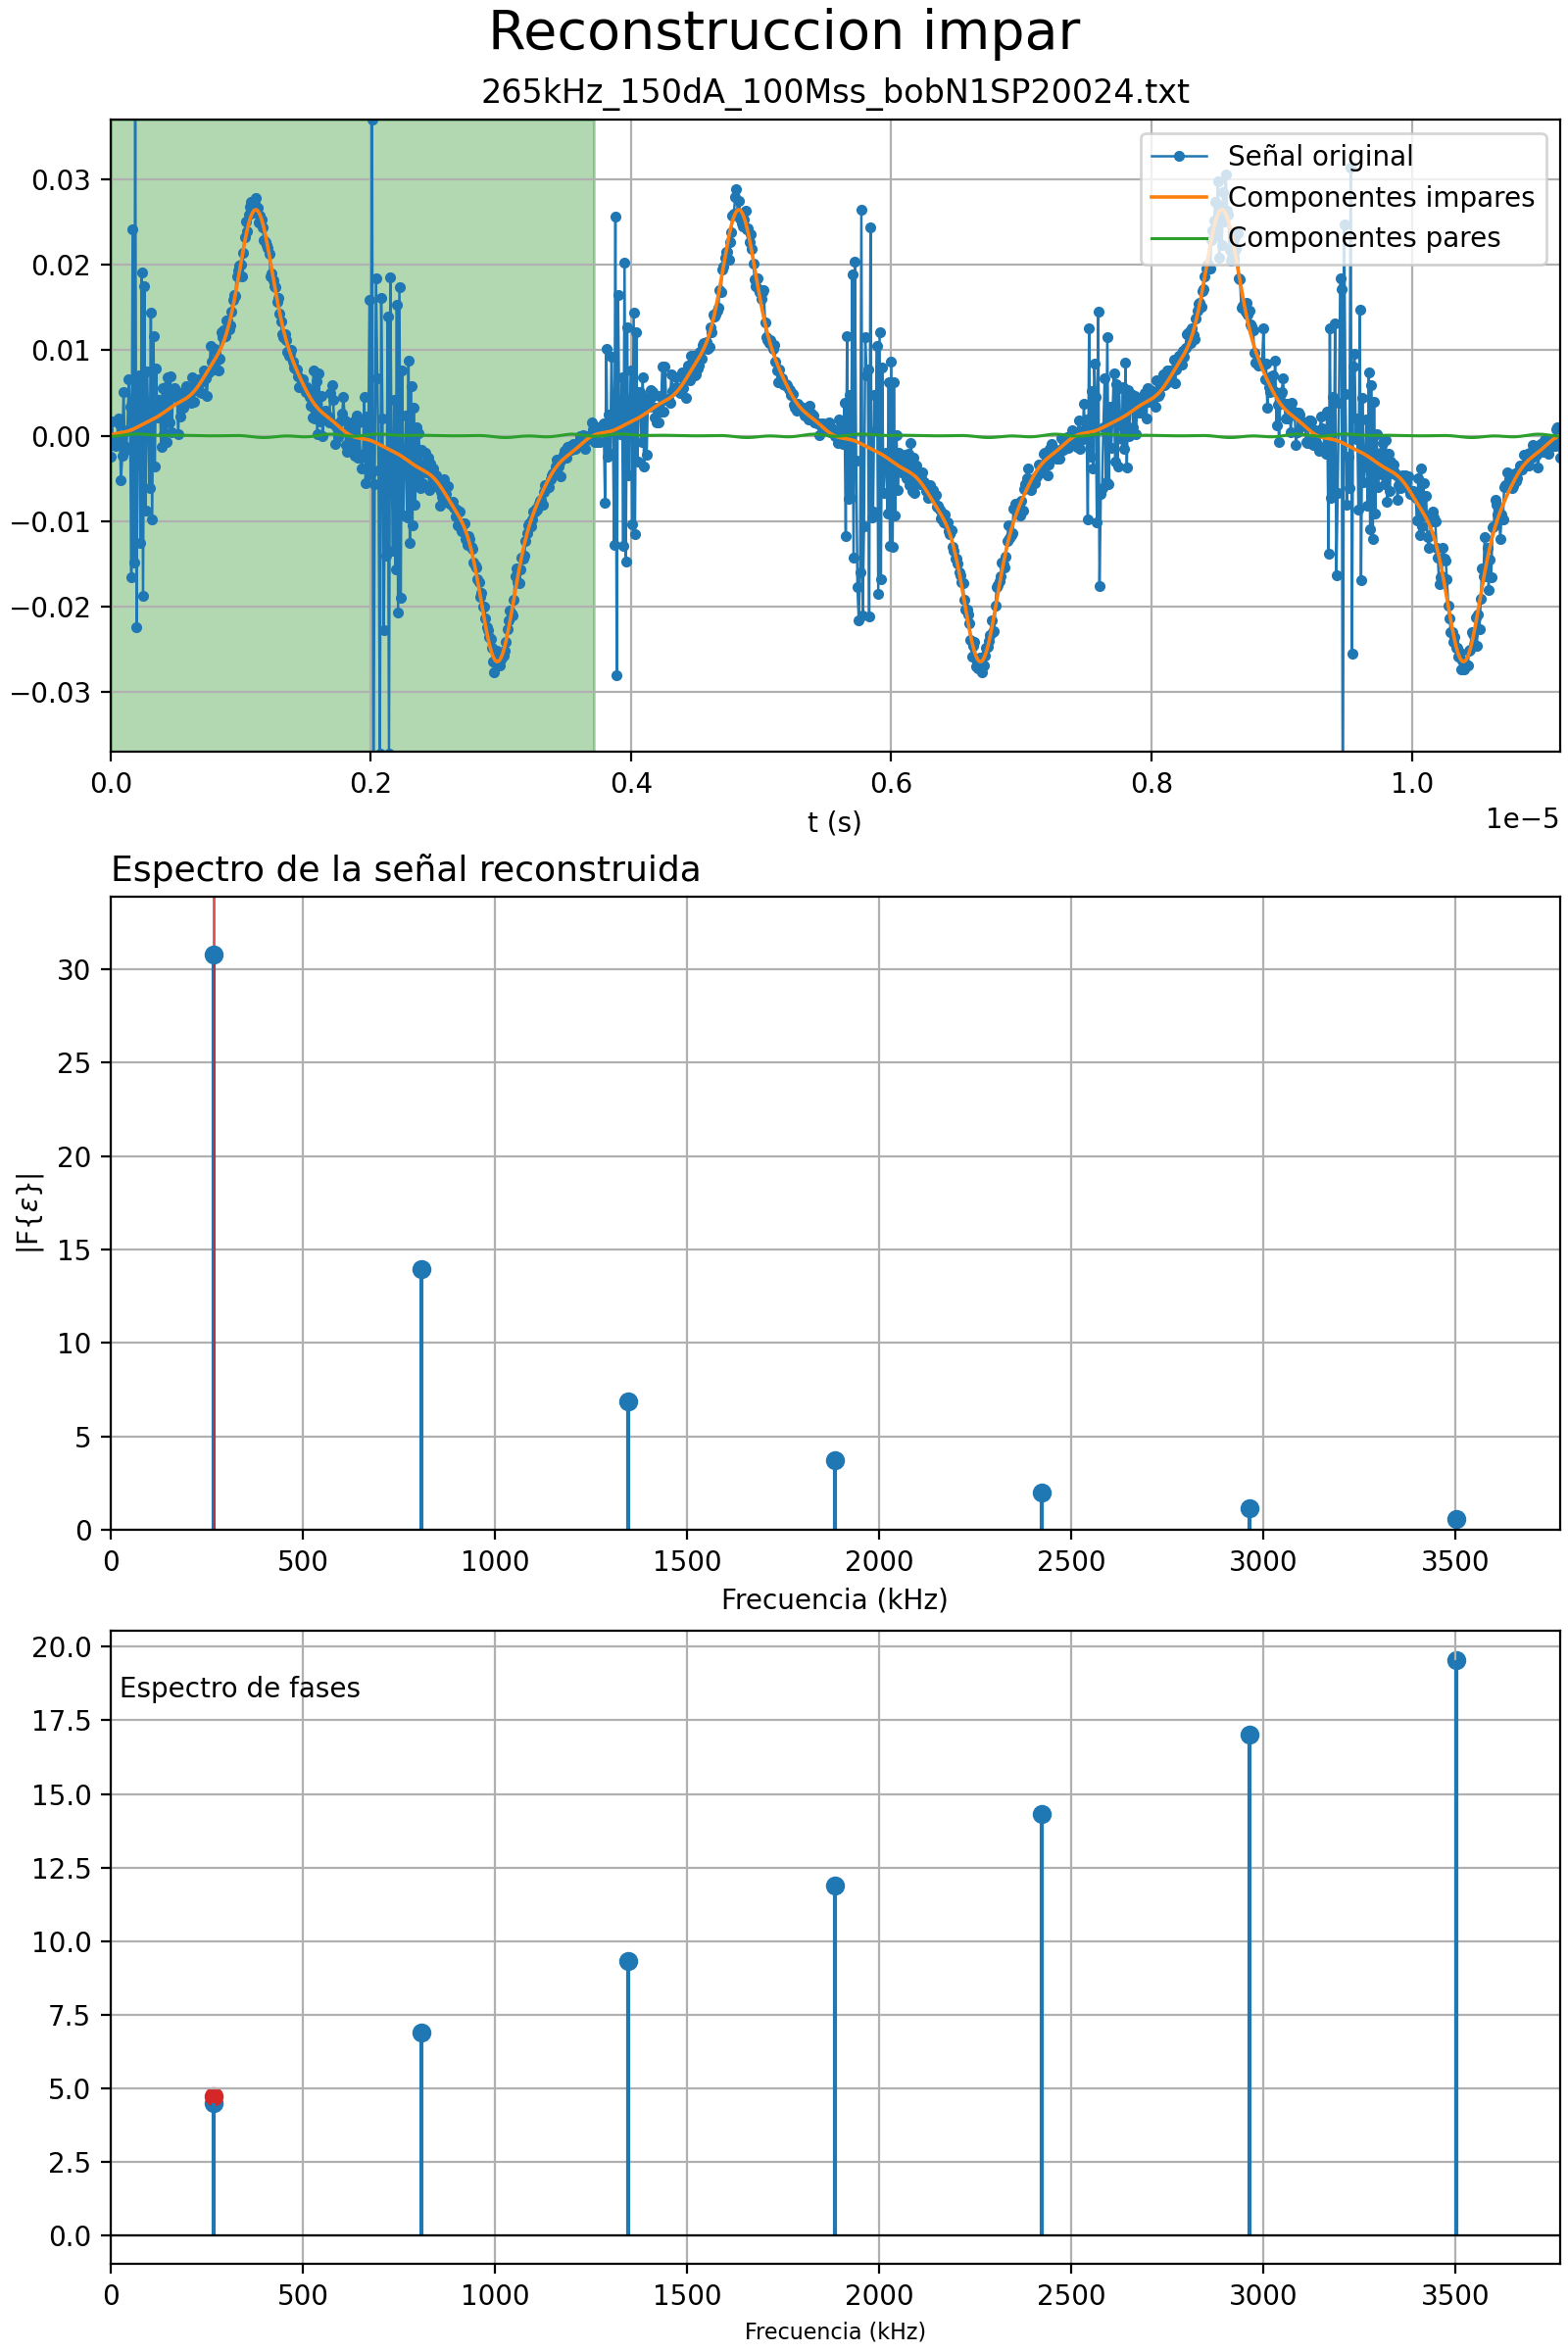 Reconstruccion impar
265kHz_150dA_100Mss_bobN1SP20024.txt
Señal original
Componentes impares
Componentes pares
0.03
0.02
0.01
0.00
−0.01
−0.02
−0.03
0.0 0.2 0.4 0.6 0.8 1.0
1e−5
t (s)
Espectro de la señal reconstruida
|F{ε}|
30
25
20
15
10
5
0
0 500 1000 1500 2000 2500 3000 3500
Frecuencia (kHz)
Espectro de fases
20.0
17.5
15.0
12.5
10.0
7.5
5.0
2.5
0.0
0 500 1000 1500 2000 2500 3000 3500
Frecuencia (kHz)